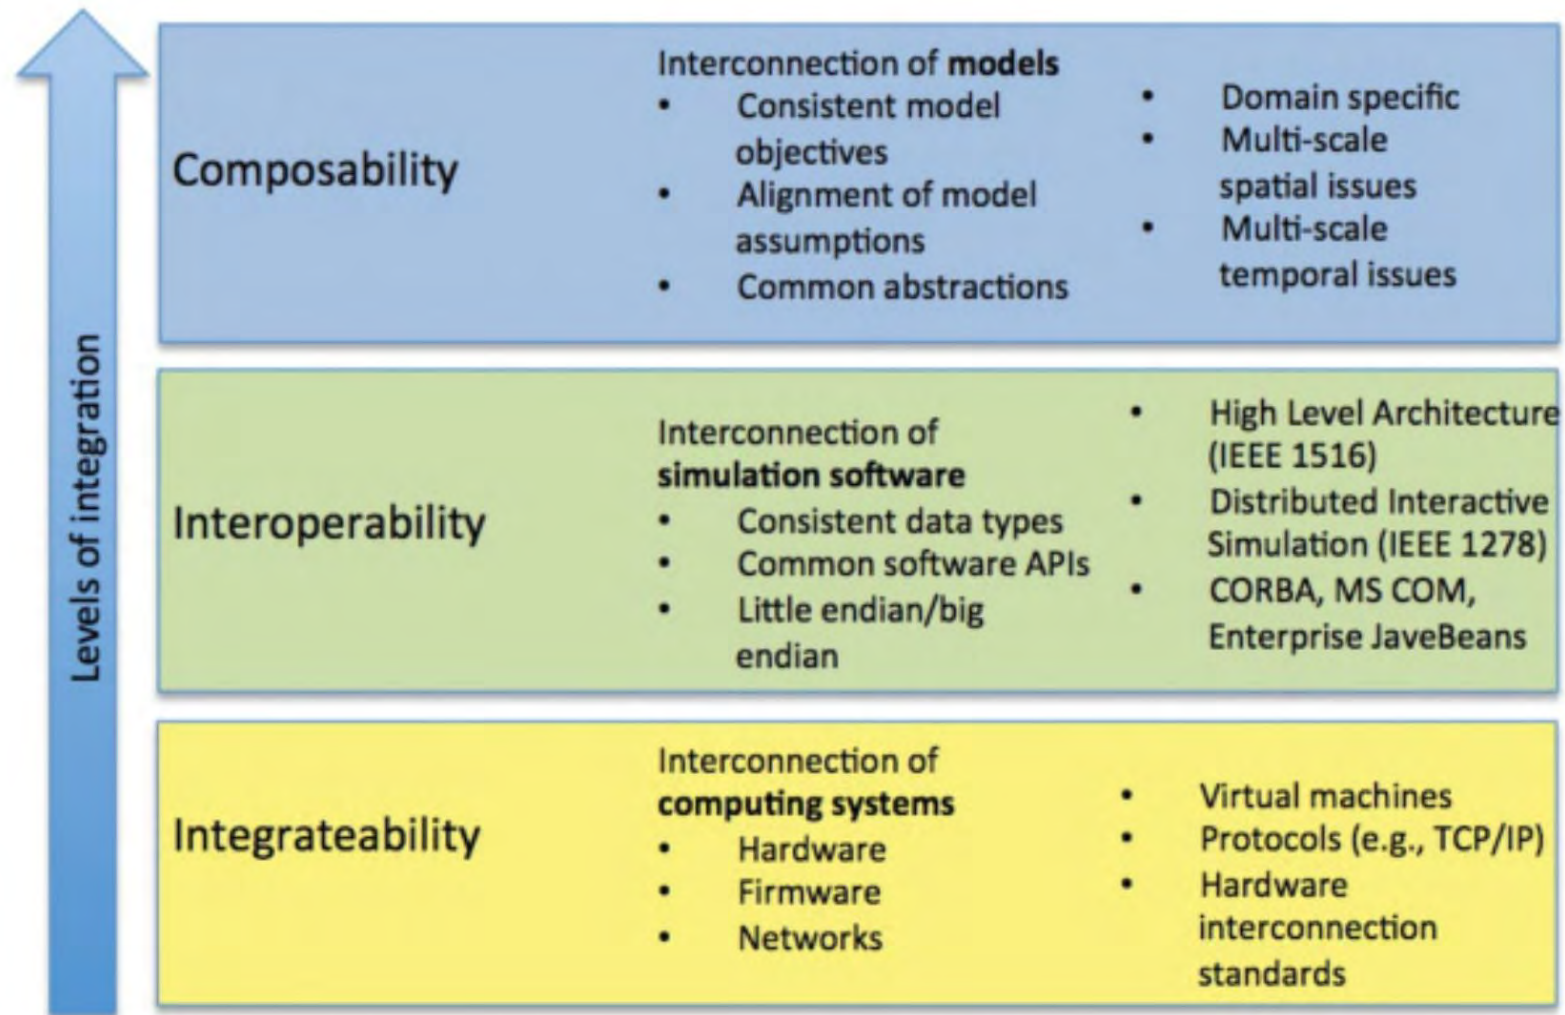 Levels of integration
Composability
Interconnection of models
• Consistent model
objectives
• Alignment of model
assumptions
• Common abstractions
• Domain specific
• Multi-scale
spatial issues
• Multi-scale
temporal issues
Interoperability
Interconnection of
simulation software
• Consistent data types
• Common software APIs
• Little endian/big
endian
• High Level Architecture
(IEEE 1516)
• Distributed Interactive
Simulation (IEEE 1278)
• CORBA, MS COM,
Enterprise JaveBeans
Integrateability
Interconnection of
computing systems
• Hardware
• Firmware
• Networks
• Virtual machines
• Protocols (e.g., TCP/IP)
• Hardware
interconnection
standards